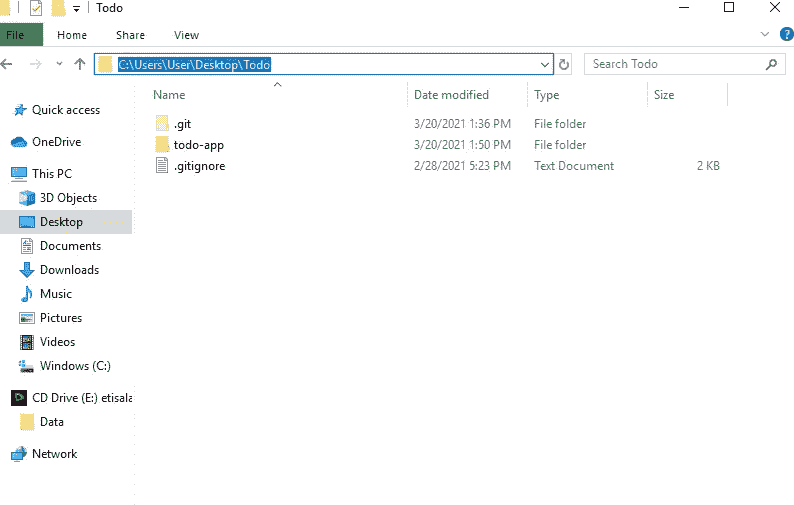 Todo
File Home Share View
C:\Users\User\Desktop\Todo
Search Todo
Name Date modified Type Size
Quick access
OneDrive
This PC
3D Objects
Desktop
Documents
Downloads
Music
Pictures
Videos
Windows (C:)
CD Drive (E:) etisala
Data
Network
.git 3/20/2021 1:36 PM File folder
todo-app 3/20/2021 1:50 PM File folder
.gitignore 2/28/2021 5:23 PM Text Document 2 KB